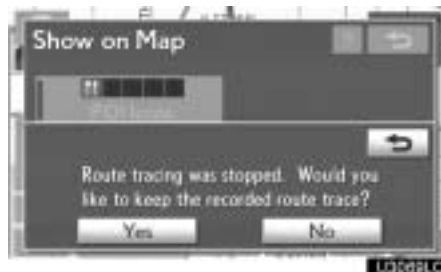 Show on Map
Route tracing was stopped. Would you
like to keep the recorded route trace?
Yes
No